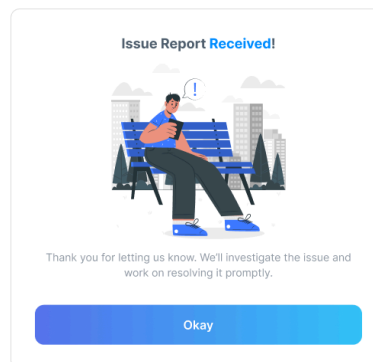 Issue Report Received!
!
Thank you for letting us know. We'll investigate the issue and
work on resolving it promptly.
Okay